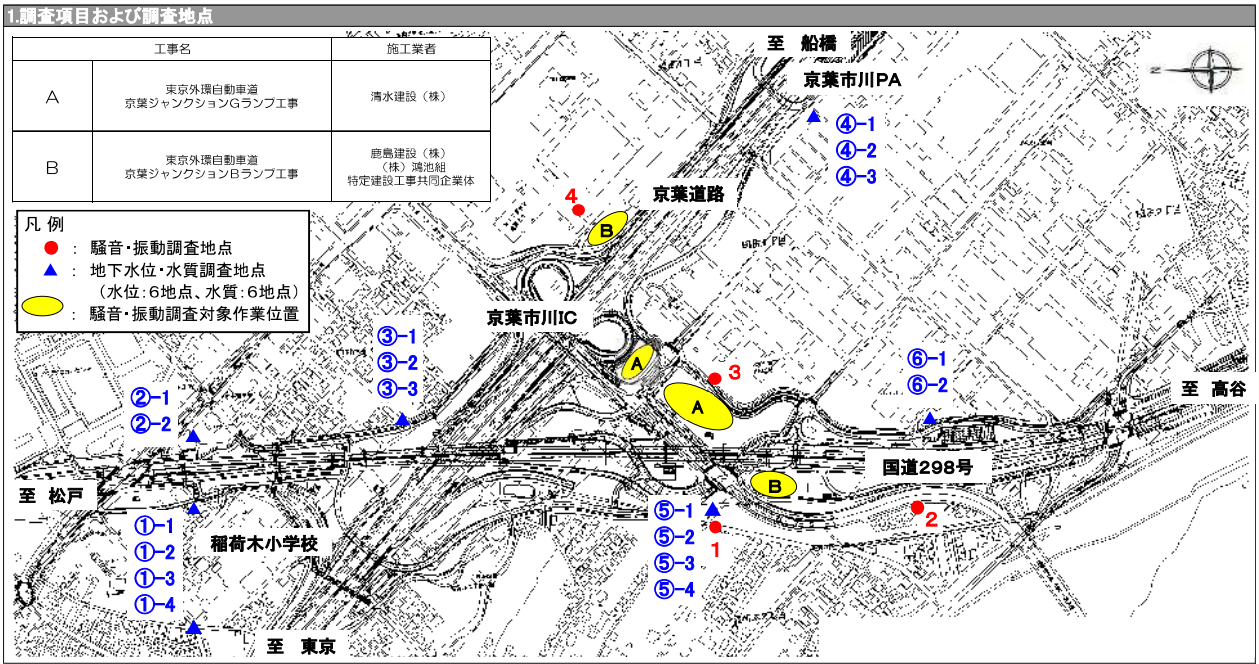 1.調査項目および調査地点
工事名
施工業者
A
東京外環自動車道
京葉ジャンクションGランプ工事
清水建設（株）
B
東京外環自動車道
京葉ジャンクションBランプ工事
鹿島建設（株）
（株）鴻池組
特定建設工事共同企業体
凡 例
： 騒音・振動調査地点
： 地下水位・水質調査地点
（水位：6地点、水質：6地点）
： 騒音・振動調査対象作業位置
至 船橋
京葉市川PA
N
④-1
④-2
④-3
京葉道路
4
B
京葉市川IC
③-1
③-2
③-3
A
3
A
⑥-1
⑥-2
至 高谷
②-1
②-2
国道298号
B
至 松戸
⑤-1
⑤-2
⑤-3
⑤-4
1
2
①-1
①-2
①-3
①-4
稲荷木小学校
至 東京